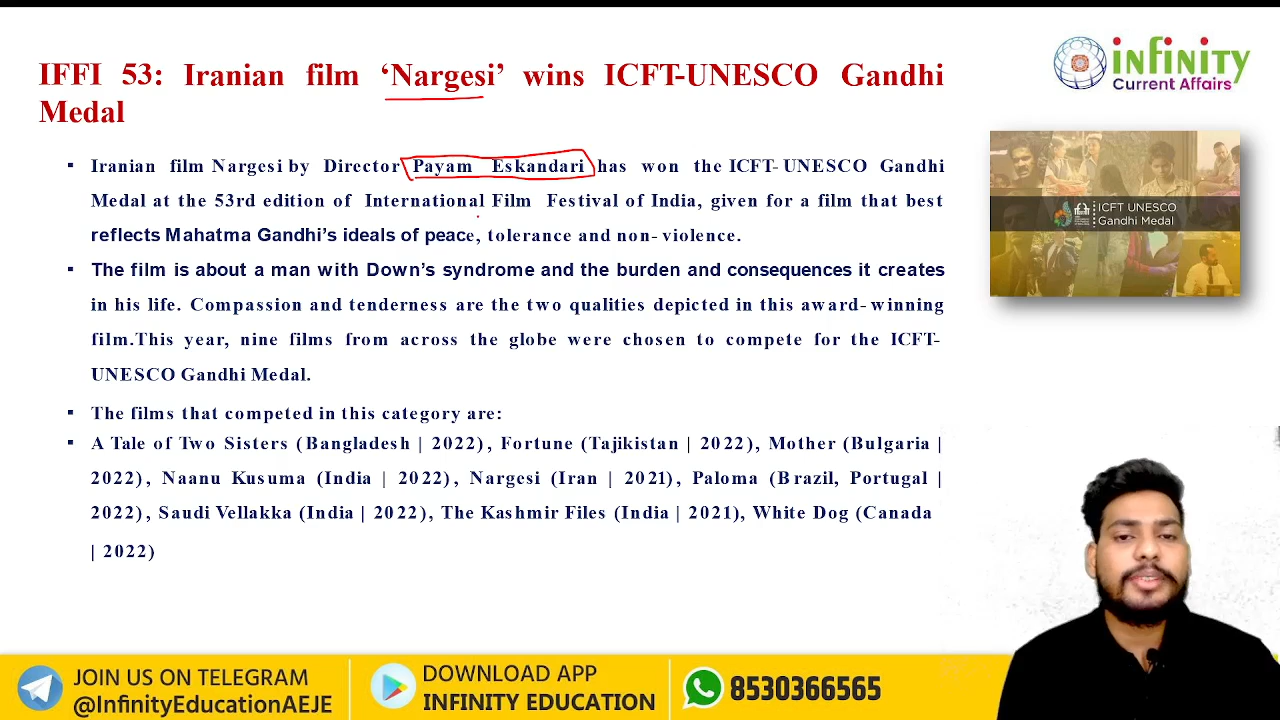 IFFI 53: Iranian film ‘Nargesi’ wins ICFT-UNESCO Gandhi
Medal
infinity
Current Affairs
▪ Iranian film Nargesi by Director Payam Eskandari has won the ICFT-UNESCO Gandhi
Medal at the 53rd edition of International Film Festival of India, given for a film that best
reflects Mahatma Gandhi’s ideals of peace, tolerance and non-violence.
▪ The film is about a man with Down’s syndrome and the burden and consequences it creates
in his life. Compassion and tenderness are the two qualities depicted in this award-winning
film.This year, nine films from across the globe were chosen to compete for the ICFT-
UNESCO Gandhi Medal.
▪ The films that competed in this category are:
▪ A Tale of Two Sisters (Bangladesh | 2022), Fortune (Tajikistan | 2022), Mother (Bulgaria |
2022), Naanu Kusuma (India | 2022), Nargesi (Iran | 2021), Paloma (Brazil, Portugal |
2022), Saudi Vellakka (India | 2022), The Kashmir Files (India | 2021), White Dog (Canada
| 2022)
ICFT UNESCO
Gandhi Medal
JOIN US ON TELEGRAM
@InfinityEducationAEJE
DOWNLOAD APP
INFINITY EDUCATION
8530366565